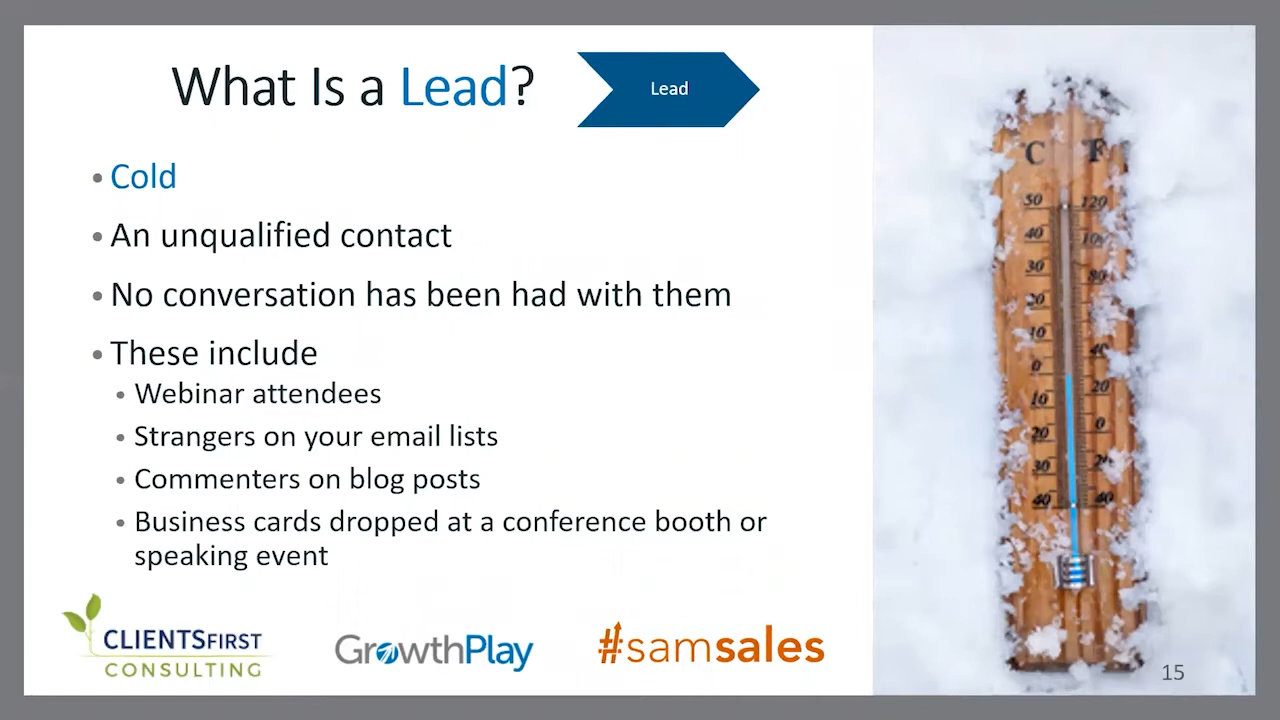 What Is a Lead?
Lead
• Cold
• An unqualified contact
• No conversation has been had with them
• These include
• Webinar attendees
• Strangers on your email lists
• Commenters on blog posts
• Business cards dropped at a conference booth or
speaking event
CLIENTSFIRST
CONSULTING
GrowthPlay
#samsales
C F
50 120
40 100
30 80
20
10 40
0 20
10 0
20 20
30
40 40
15